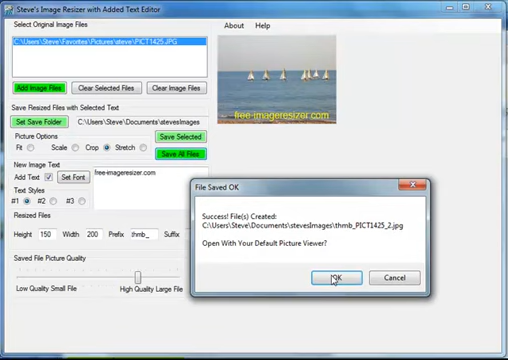 Steve's Image Resizer with Added Text Editor
Select Original Image Files
About Help
C:\Users\Steve\Favorites\Pictures\steve\PICT1425.JPG
free-imageresizer.com
Add Image Files Clear Selected Files Clear Image Files
Save Resized Files with Selected Text
Set Save Folder C:\Users\Steve\Documents\stevesImages
Picture Options
Save Selected
Fit Scale Crop Stretch
Save All Files
New Image Text
Add Text Set Font
free-imageresizer.com
Text Styles
#1 #2 #3
Resized Files
Height 150 Width 200 Prefix thmb_ Suffix
Saved File Picture Quality
Low Quality Small File High Quality Large File
File Saved OK
Success! File(s) Created:
C:\Users\Steve\Documents\stevesImages\thmb_PICT1425_2.jpg
Open With Your Default Picture Viewer?
OK Cancel